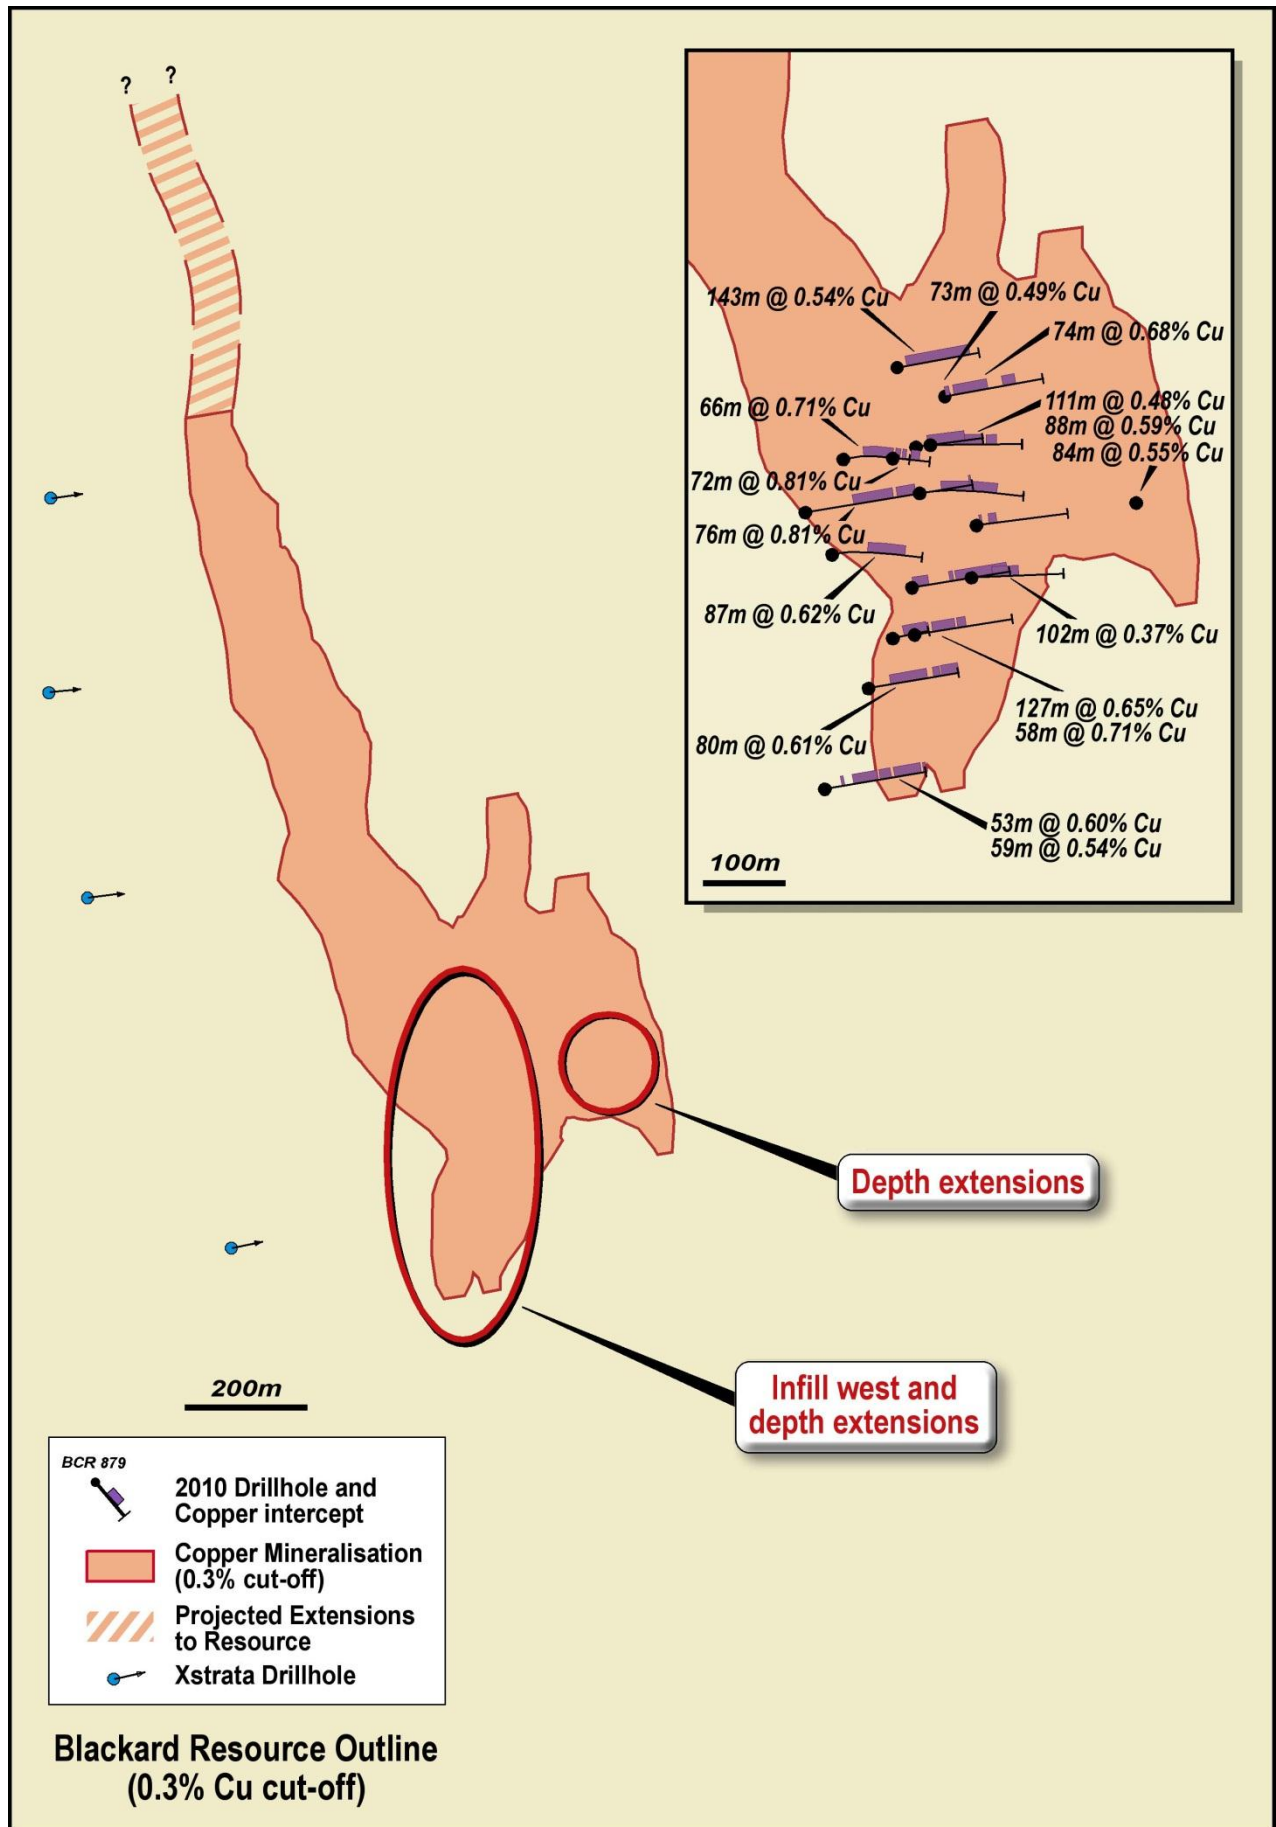 ? ?
143m @ 0.54% Cu
73m @ 0.49% Cu
74m @ 0.68% Cu
66m @ 0.71% Cu
111m @ 0.48% Cu
88m @ 0.59% Cu
84m @ 0.55% Cu
72m @ 0.81% Cu
76m @ 0.81% Cu
87m @ 0.62% Cu
102m @ 0.37% Cu
127m @ 0.65% Cu
58m @ 0.71% Cu
80m @ 0.61% Cu
53m @ 0.60% Cu
59m @ 0.54% Cu
100m
Depth extensions
Infill west and
depth extensions
200m
BCR 879
2010 Drillhole and
Copper intercept
Copper Mineralisation
(0.3% cut-off)
Projected Extensions
to Resource
Xstrata Drillhole
Blackard Resource Outline
(0.3% Cu cut-off)